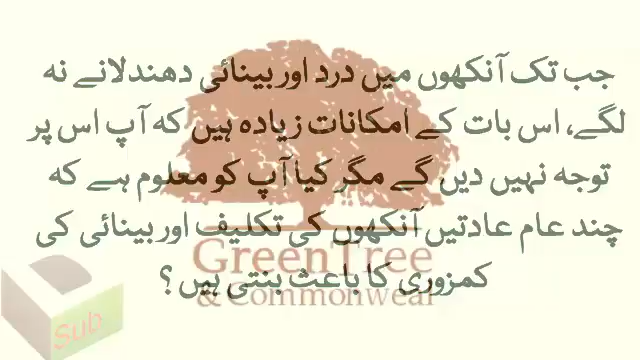 جب تک آنکھوں میں درد اور بینائی دھندلانے نہ
لگے، اس بات کے امکانات زیادہ ہیں کہ آپ اس پر
توجہ نہیں دیں گے مگر کیا آپ کو معلوم ہے کہ
چند عام عادتیں آنکھوں کی تکلیف اور بینائی کی
کمزوری کا باعث بنتی ہیں ؟
GreenTree
& Commonweal
Sub